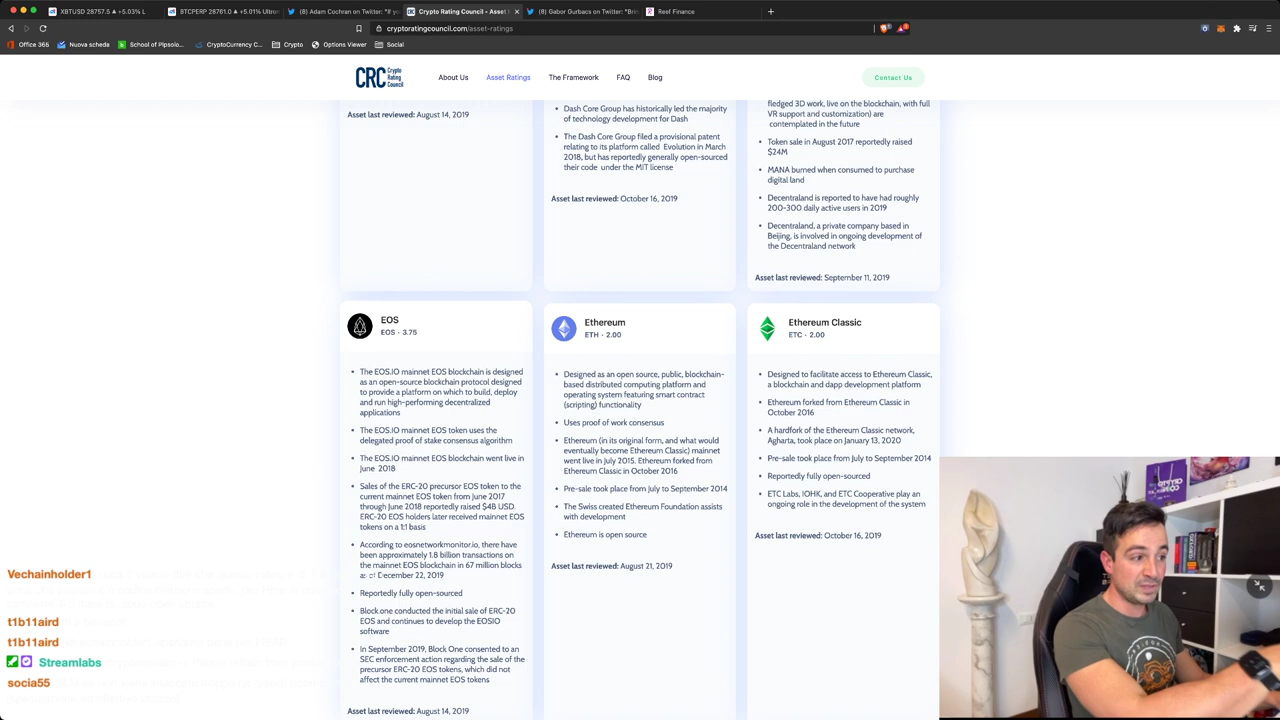 XBTUSD 28757.5 ▲ +5.03% L
BTCPERP 28761.0 ▲ +5.01% Ultron
(8) Adam Cochran on Twitter: "# y
Crypto Rating Council - Asset
(8) Gabor Gurbacs on Twitter: "Bri
Reef Finance
cryptoratingcouncil.com/asset-ratings
Office 365
Nuova scheda
School of Pipsolo...
CryptoCurrency C...
Crypto
Options Viewer
Social
CRC Crypto
Rating
Council
About Us
Asset Ratings
The Framework
FAQ
Blog
Contact Us
Asset last reviewed: August 14, 2019
• Dash Core Group has historically led the majority
of technology development for Dash
• The Dash Core Group filed a provisional patent
relating to its platform called Evolution in March
2018, but has reportedly generally open-sourced
their code under the MIT license
Asset last reviewed: October 16, 2019
fledged 3D work, live on the blockchain, with full
VR support and customization) are
contemplated in the future
• Token sale in August 2017 reportedly raised
$24M
• MANA burned when consumed to purchase
digital land
• Decentraland is reported to have had roughly
200-300 daily active users in 2019
• Decentraland, a private company based in
Beijing, is involved in ongoing development of
the Decentraland network
Asset last reviewed: September 11, 2019
EOS
EOS · 3.75
• The EOS.IO mainnet EOS blockchain is designed
as an open-source blockchain protocol designed
to provide a platform on which to build, deploy
and run high-performing decentralized
applications
• The EOS.IO mainnet EOS token uses the
delegated proof of stake consensus algorithm
• The EOS.IO mainnet EOS blockchain went live in
June 2018
• Sales of the ERC-20 precursor EOS token to the
current mainnet EOS token from June 2017
through June 2018 reportedly raised $4B USD.
ERC-20 EOS holders later received mainnet EOS
tokens on a 1:1 basis
• According to eosnetworkmonitor.io, there have
been approximately 1.8 billion transactions on
the mainnet EOS blockchain in 67 million blocks
as of December 22, 2019
• Reportedly fully open-sourced
• Block.one conducted the initial sale of ERC-20
EOS and continues to develop the EOSIO
software
• In September 2019, Block One consented to an
SEC enforcement action regarding the sale of the
precursor ERC-20 EOS tokens, which did not
affect the current mainnet EOS tokens
Asset last reviewed: August 14, 2019
Ethereum
ETH · 2.00
• Designed as an open source, public, blockchain-
based distributed computing platform and
operating system featuring smart contract
(scripting) functionality
• Uses proof of work consensus
• Ethereum (in its original form, and what would
eventually become Ethereum Classic) mainnet
went live in July 2015. Ethereum forked from
Ethereum Classic in October 2016
• Pre-sale took place from July to September 2014
• The Swiss created Ethereum Foundation assists
with development
• Ethereum is open source
Asset last reviewed: August 21, 2019
Ethereum Classic
ETC · 2.00
• Designed to facilitate access to Ethereum Classic,
a blockchain and dapp development platform
• Ethereum forked from Ethereum Classic in
October 2016
• A hardfork of the Ethereum Classic network,
Agharta, took place on January 13, 2020
• Pre-sale took place from July to September 2014
• Reportedly fully open-sourced
• ETC Labs, IOHK, and ETC Cooperative play an
ongoing role in the development of the system
Asset last reviewed: October 16, 2019
Vechainholder1
t1b11aird
t1b11aird
Streamlabs
socia55